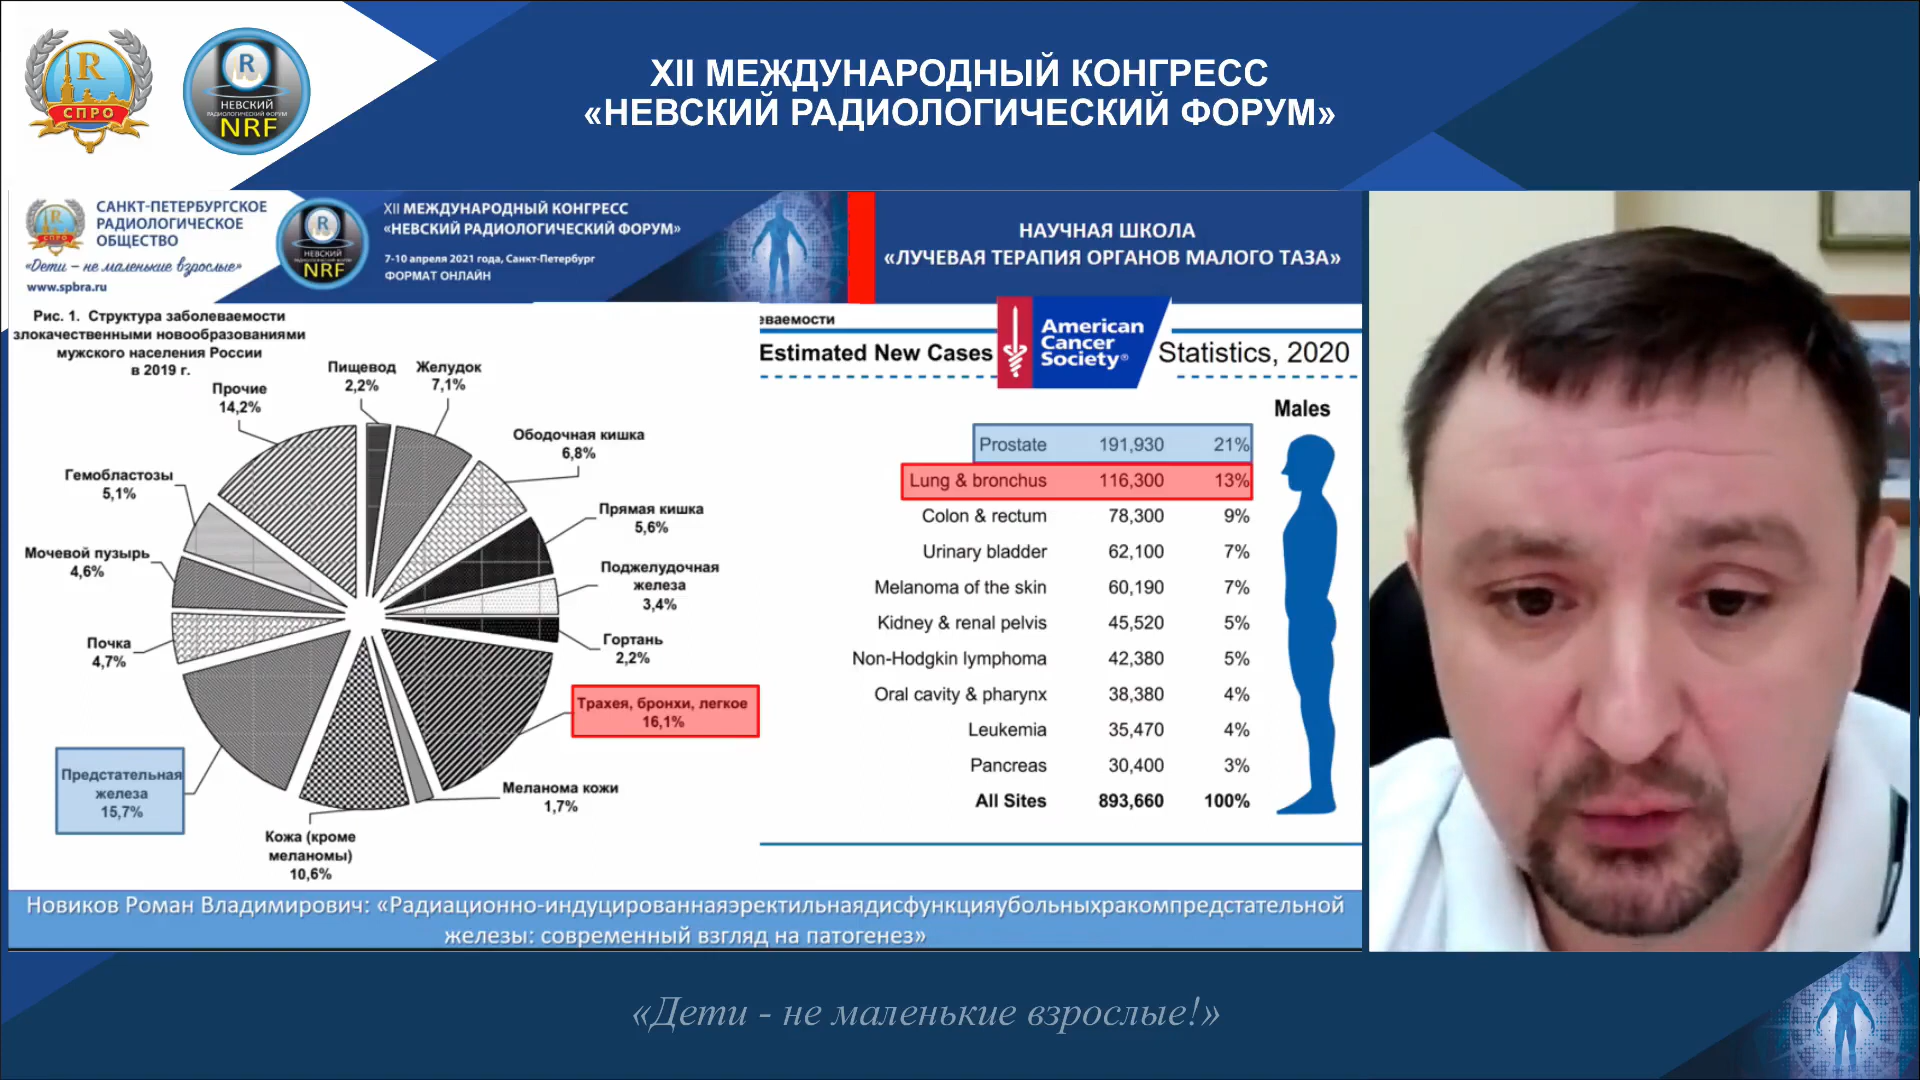 XII МЕЖДУНАРОДНЫЙ КОНГРЕСС
«НЕВСКИЙ РАДИОЛОГИЧЕСКИЙ ФОРУМ»
R
СПРО
R
НЕВСКИЙ
РАДИОЛОГИЧЕСКИЙ ФОРУМ
NRF
СПРО
САНКТ-ПЕТЕРБУРГСКОЕ
РАДИОЛОГИЧЕСКОЕ
ОБЩЕСТВО
«Дети – не маленькие взрослые»
www.spbra.ru
R
НЕВСКИЙ
NRF
XII МЕЖДУНАРОДНЫЙ КОНГРЕСС
«НЕВСКИЙ РАДИОЛОГИЧЕСКИЙ ФОРУМ»
7-10 апреля 2021 года, Санкт-Петербург
ФОРМАТ ОНЛАЙН
НАУЧНАЯ ШКОЛА
«ЛУЧЕВАЯ ТЕРАПИЯ ОРГАНОВ МАЛОГО ТАЗА»
Рис. 1. Структура заболеваемости
злокачественными новообразованиями
мужского населения России
в 2019 г.
Пищевод
2,2%
Желудок
7,1%
Прочие
14,2%
Ободочная кишка
6,8%
Гемобластозы
5,1%
Прямая кишка
5,6%
Мочевой пузырь
4,6%
Поджелудочная
железа
3,4%
Почка
4,7%
Гортань
2,2%
Трахея, бронхи, легкое
16,1%
Предстательная
железа
15,7%
Меланома кожи
1,7%
Кожа (кроме
меланомы)
10,6%
еваемости
Estimated New Cases
American
Cancer
Society®
Statistics, 2020
Males
Prostate 191,930 21%
Lung & bronchus 116,300 13%
Colon & rectum 78,300 9%
Urinary bladder 62,100 7%
Melanoma of the skin 60,190 7%
Kidney & renal pelvis 45,520 5%
Non-Hodgkin lymphoma 42,380 5%
Oral cavity & pharynx 38,380 4%
Leukemia 35,470 4%
Pancreas 30,400 3%
All Sites 893,660 100%
Новиков Роман Владимирович: «Радиационно-индуцированнаяэректильнаядисфункцияубольныхракомпредстательной
железы: современный взгляд на патогенез»
«Дети - не маленькие взрослые!»